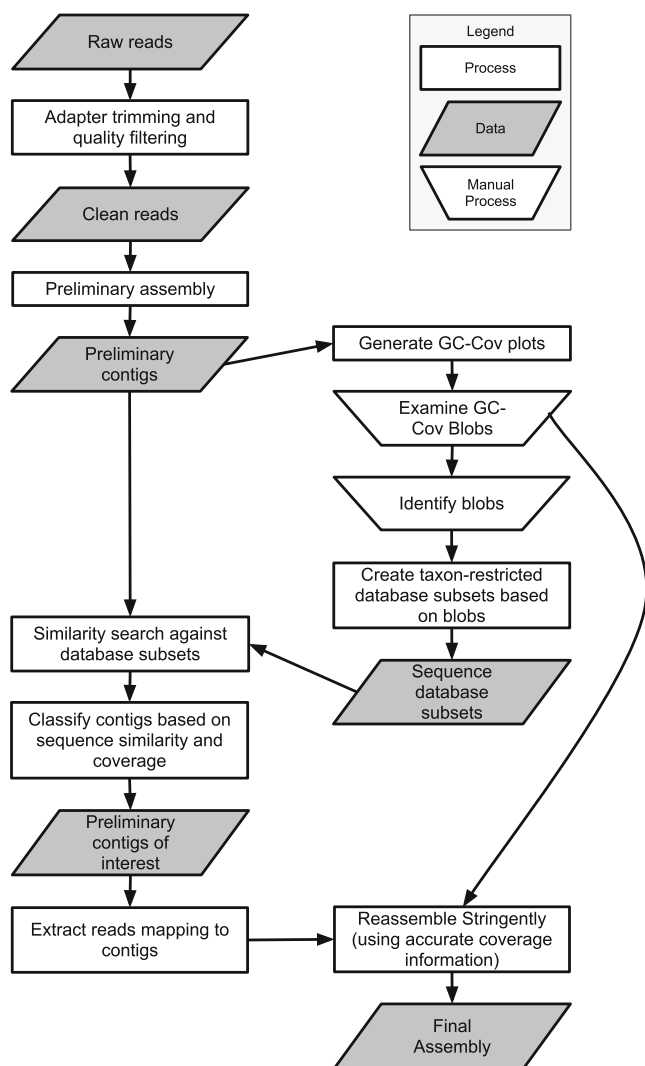 Raw reads
Adapter trimming and
quality filtering
Clean reads
Preliminary assembly
Preliminary
contigs
Legend
Process
Data
Manual
Process
Generate GC-Cov plots
Examine GC-
Cov Blobs
Identify blobs
Create taxon-restricted
database subsets based
on blobs
Sequence
database
subsets
Similarity search against
database subsets
Classify contigs based on
sequence similarity and
coverage
Preliminary
contigs of
interest
Extract reads mapping to
contigs
Reassemble Stringently
(using accurate coverage
information)
Final
Assembly